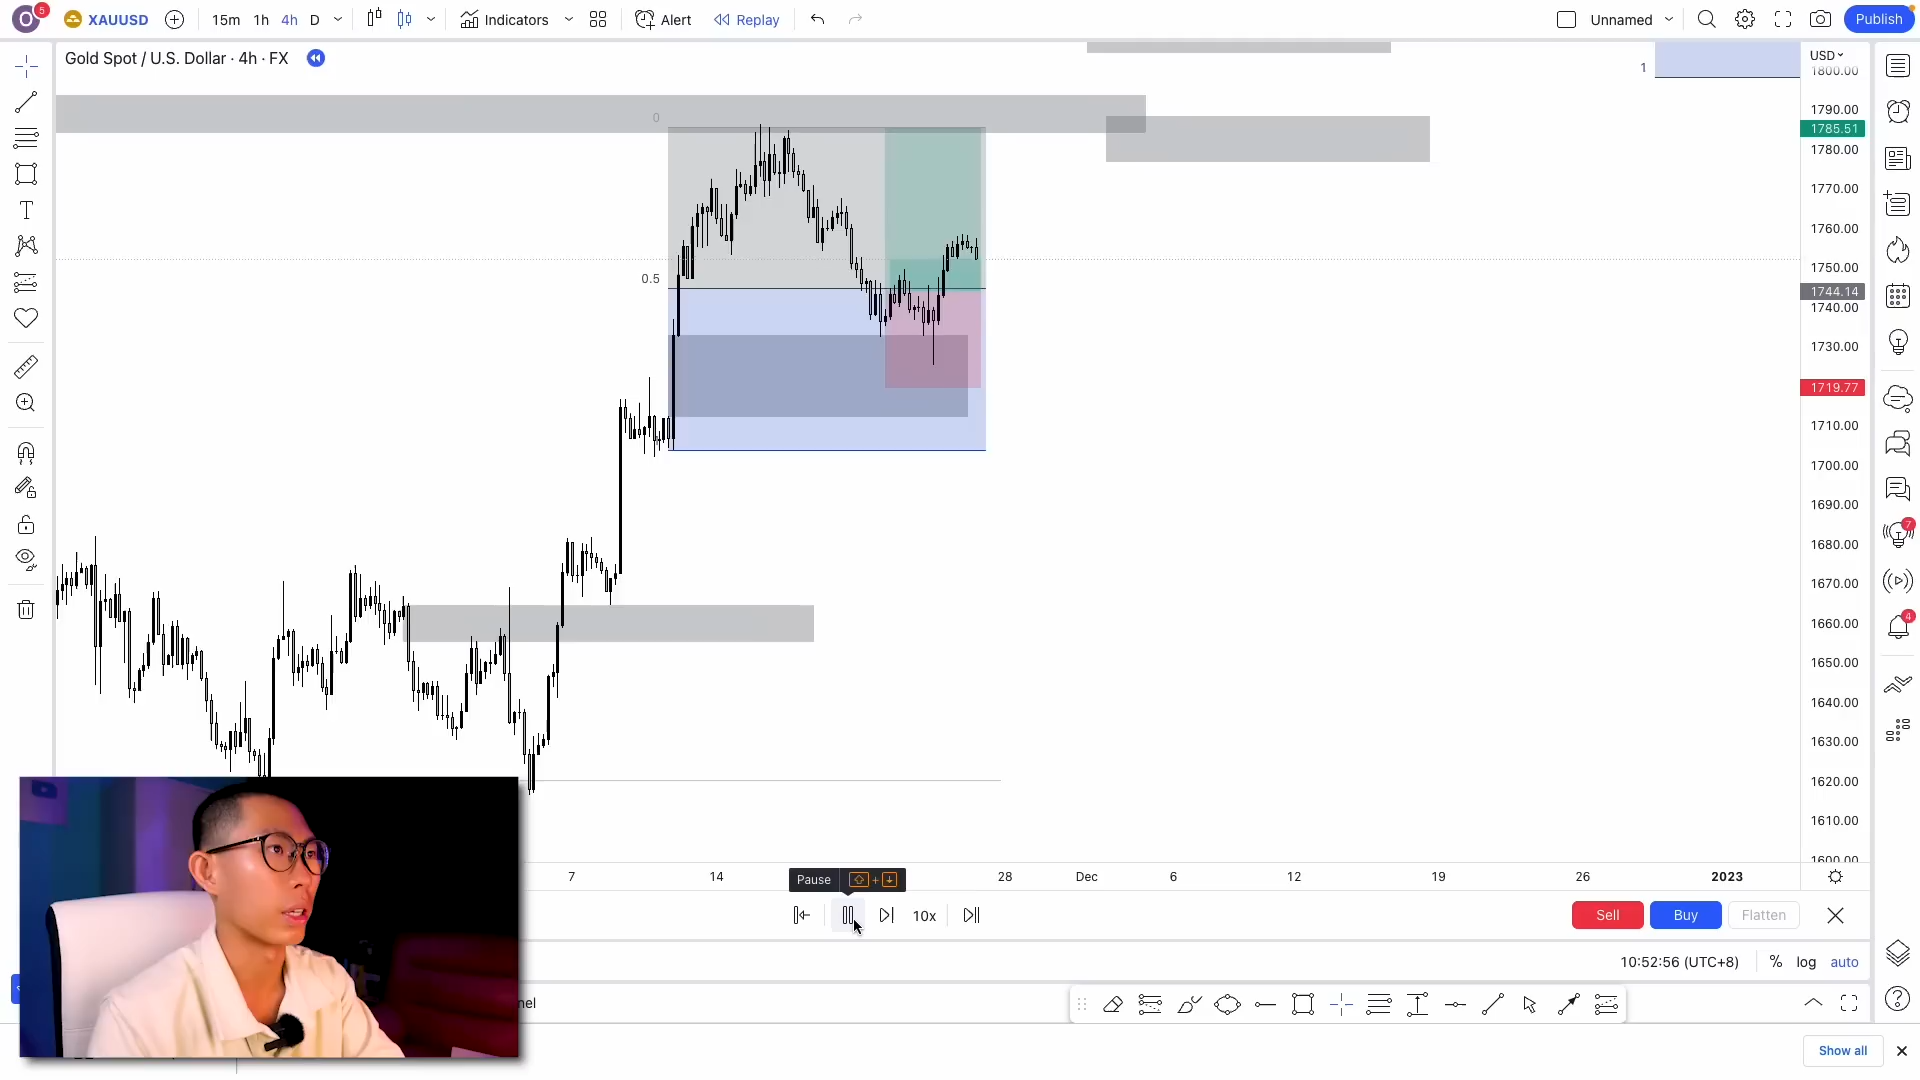 O 5 XAUUSD 15m 1h 4h D Indicators Alert Replay Unnamed Publish
Gold Spot / U.S. Dollar · 4h · FX
USD
1
1800.00
1790.00
1785.51
1780.00
1770.00
1760.00
1750.00
1744.14
1740.00
1730.00
1719.77
1710.00
1700.00
1690.00
1680.00
1670.00
1660.00
1650.00
1640.00
1630.00
1620.00
1610.00
1600.00
0
0.5
7
4
7 14 28 Dec 6 12 19 26 2023
Pause +
10x
Sell Buy Flatten
10:52:56 (UTC+8) % log auto
nel
Show all